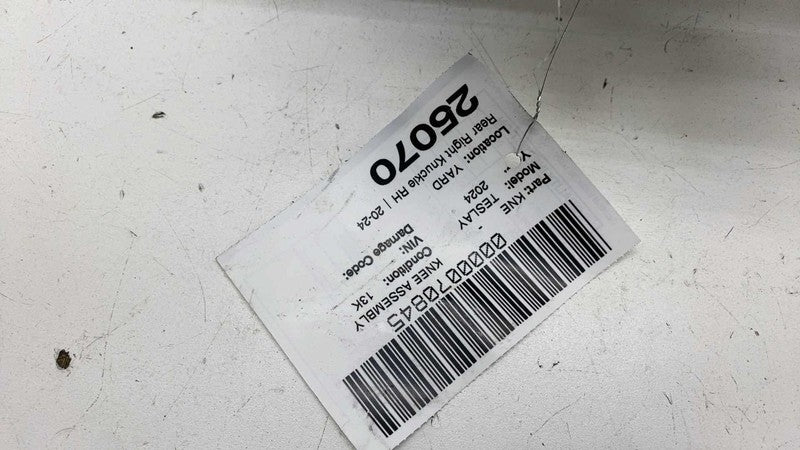 0000070845
Part: KNE
KNEE ASSEMBLY
Model:
TESLAY
-
Condition: 13K
Y
2024
VIN:
Location: YARD
Damage Code:
Rear Right Knuckle RH | 20-24
25070